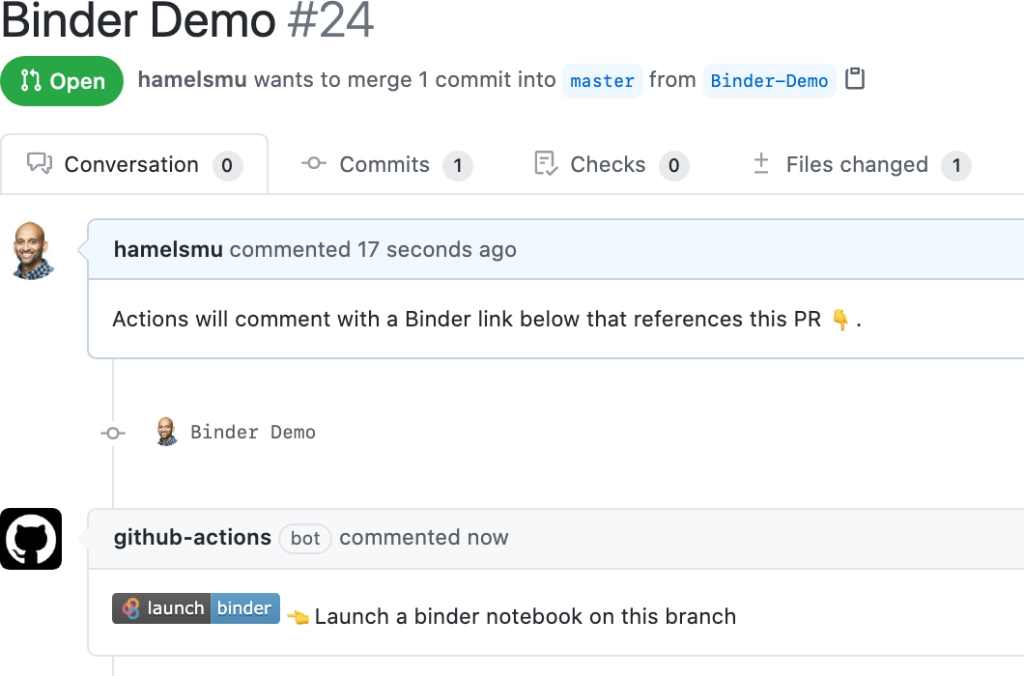 Binder Demo #24
Open hamelsmu wants to merge 1 commit into master from Binder-Demo
Conversation 0 Commits 1 Checks 0 Files changed 1
hamelsmu commented 17 seconds ago
Actions will comment with a Binder link below that references this PR 👇 .
Binder Demo
github-actions bot commented now
launch binder 👈 Launch a binder notebook on this branch